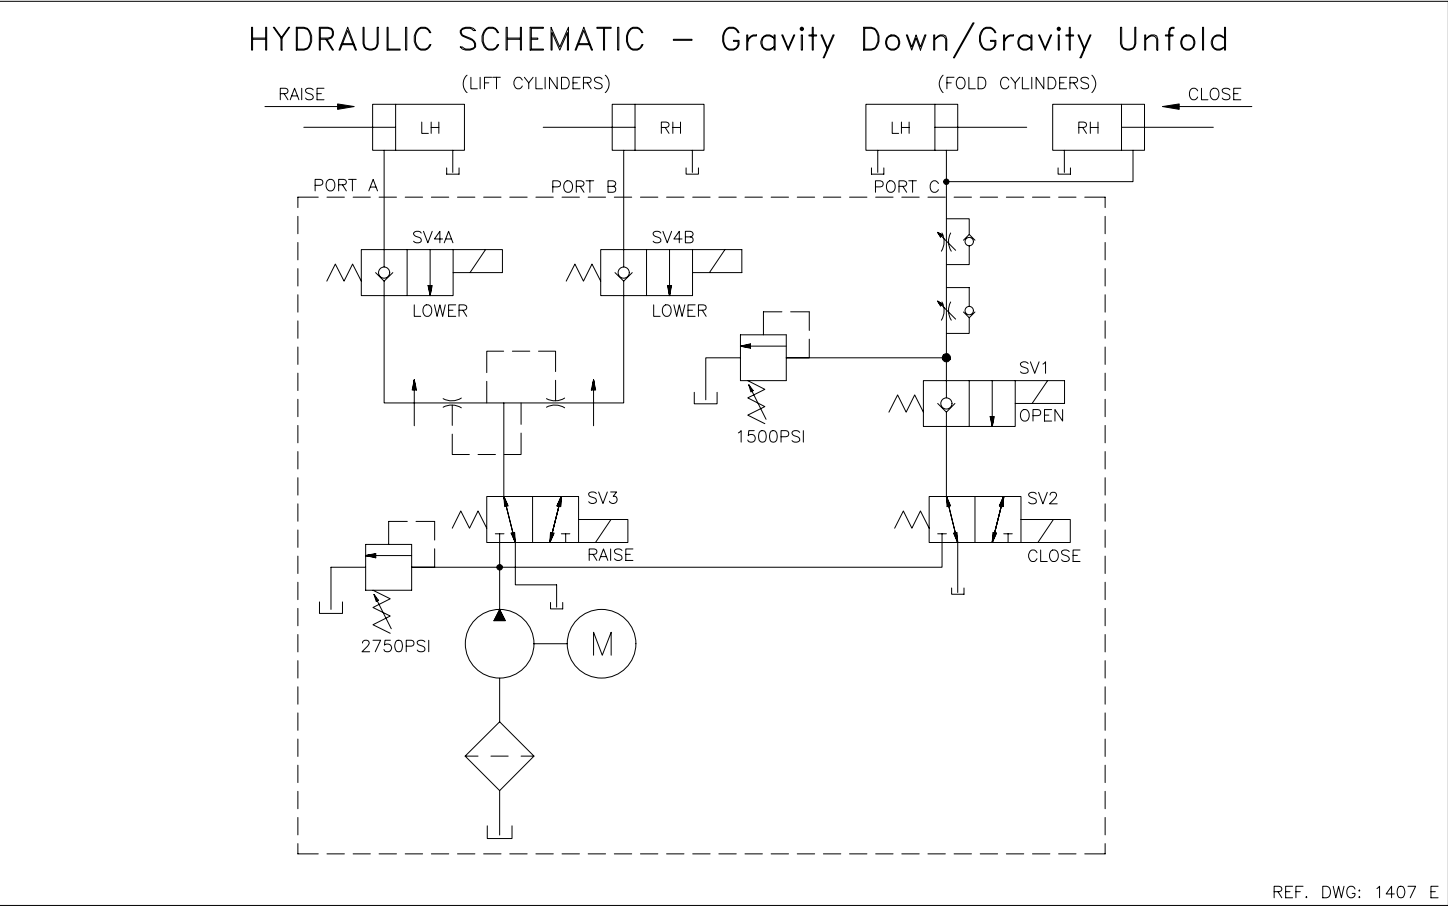 HYDRAULIC SCHEMATIC - Gravity Down/Gravity Unfold
(LIFT CYLINDERS)
(FOLD CYLINDERS)
RAISE
CLOSE
LH
RH
LH
RH
PORT A
PORT B
PORT C
SV4A
SV4B
LOWER
LOWER
SV1
OPEN
1500PSI
SV3
SV2
RAISE
CLOSE
2750PSI
M
REF. DWG: 1407 E